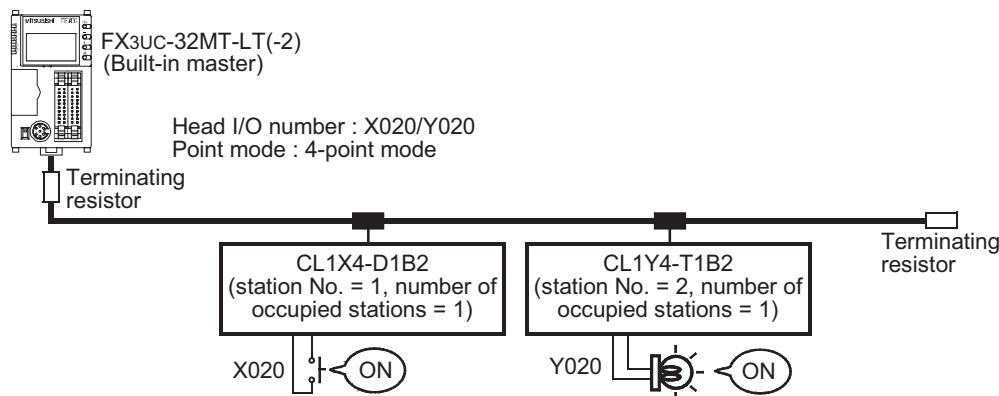 MITSUBISHI
FX3UC-32MT-LT(-2)
(Built-in master)
Head I/O number : X020/Y020
Point mode : 4-point mode
Terminating
resistor
Terminating
resistor
CL1X4-D1B2
(station No. = 1, number of
occupied stations = 1)
CL1Y4-T1B2
(station No. = 2, number of
occupied stations = 1)
X020
ON
Y020
ON